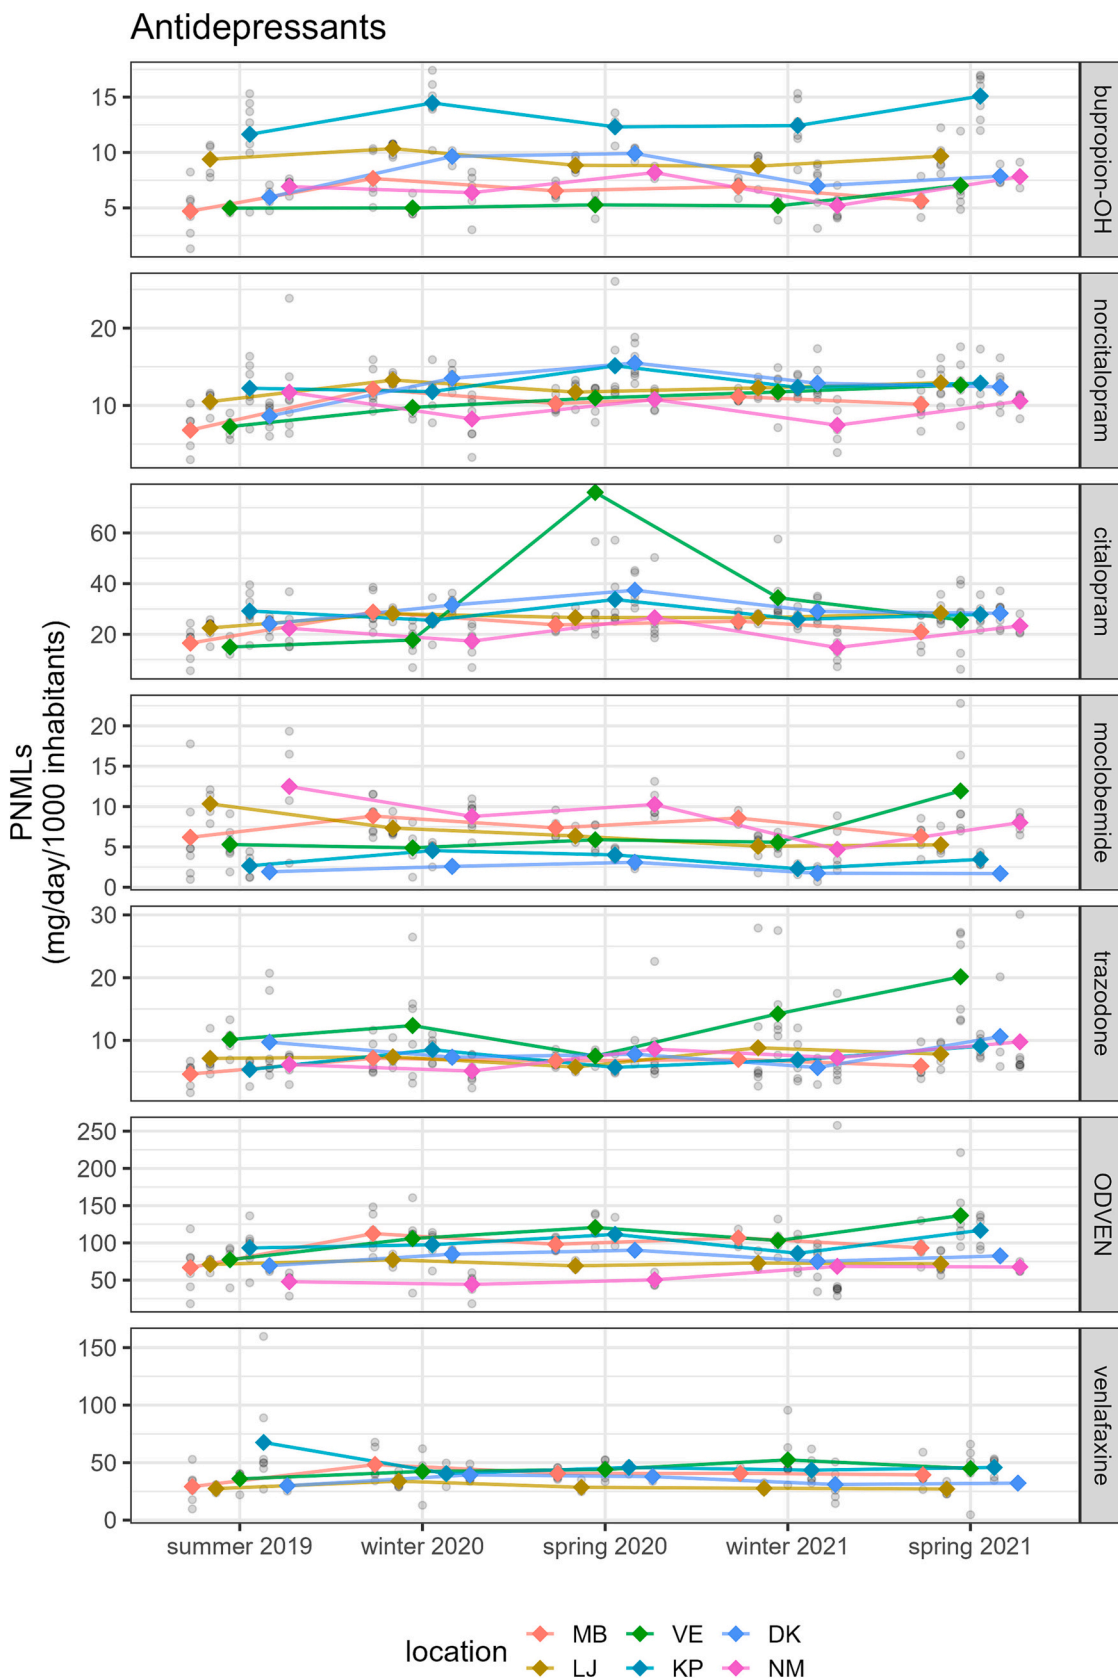 Antidepressants
PNMLs
(mg/day/1000 inhabitants)
15
10
5
bupropion-OH
20
10
norcitalopram
60
40
20
citalopram
20
15
10
5
0
moclobemide
30
20
10
trazodone
250
200
150
100
50
ODVEN
150
100
50
0
venlafaxine
summer 2019 winter 2020 spring 2020 winter 2021 spring 2021
location MB VE DK
LJ KP NM